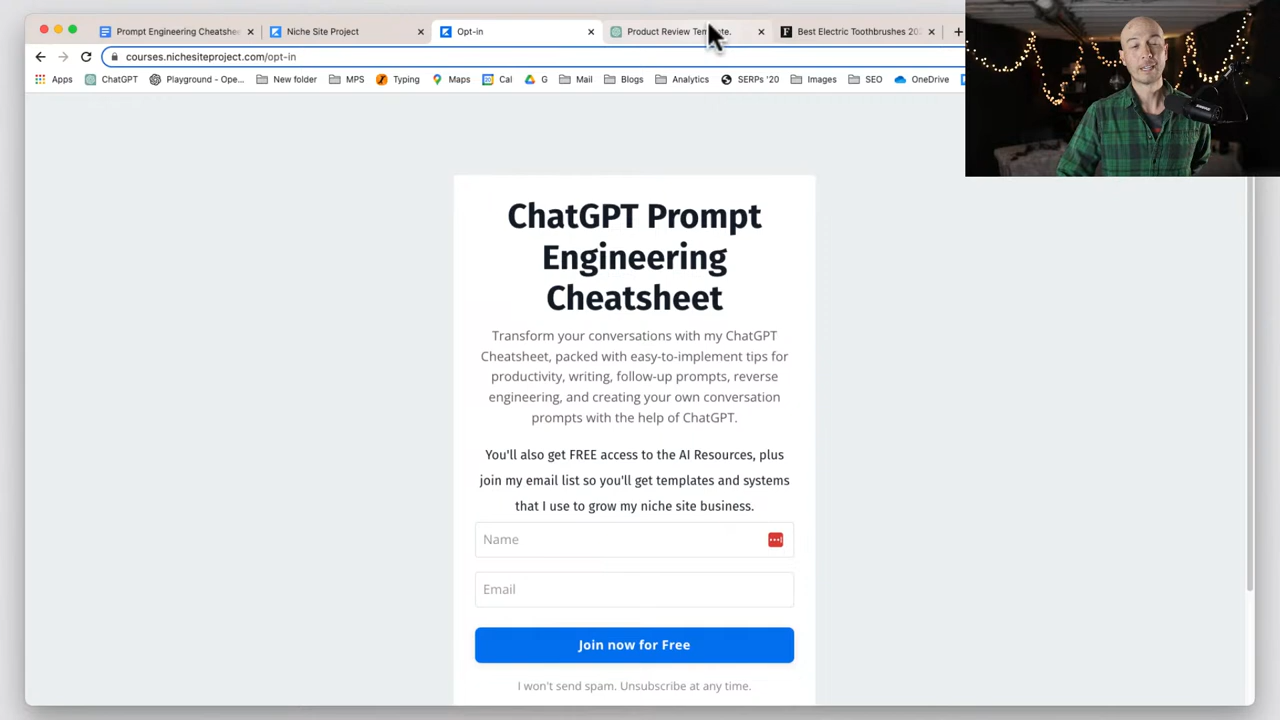 Prompt Engineering Cheatshee
Niche Site Project
Opt-in
Product Review Tem
te.
Best Electric Toothbrushes 202
courses.nichesiteproject.com/opt-in
Apps
ChatGPT
Playground - Ope
New folder
MPS
Typing
Maps
Cal
G
Mail
Blogs
Analytics
SERPs '20
Images
SEO
OneDrive
ChatGPT Prompt
Engineering
Cheatsheet
Transform your conversations with my ChatGPT
Cheatsheet, packed with easy-to-implement tips for
productivity, writing, follow-up prompts, reverse
engineering, and creating your own conversation
prompts with the help of ChatGPT.
You'll also get FREE access to the AI Resources, plus
join my email list so you'll get templates and systems
that I use to grow my niche site business.
Name
Email
Join now for Free
I won't send spam. Unsubscribe at any time.